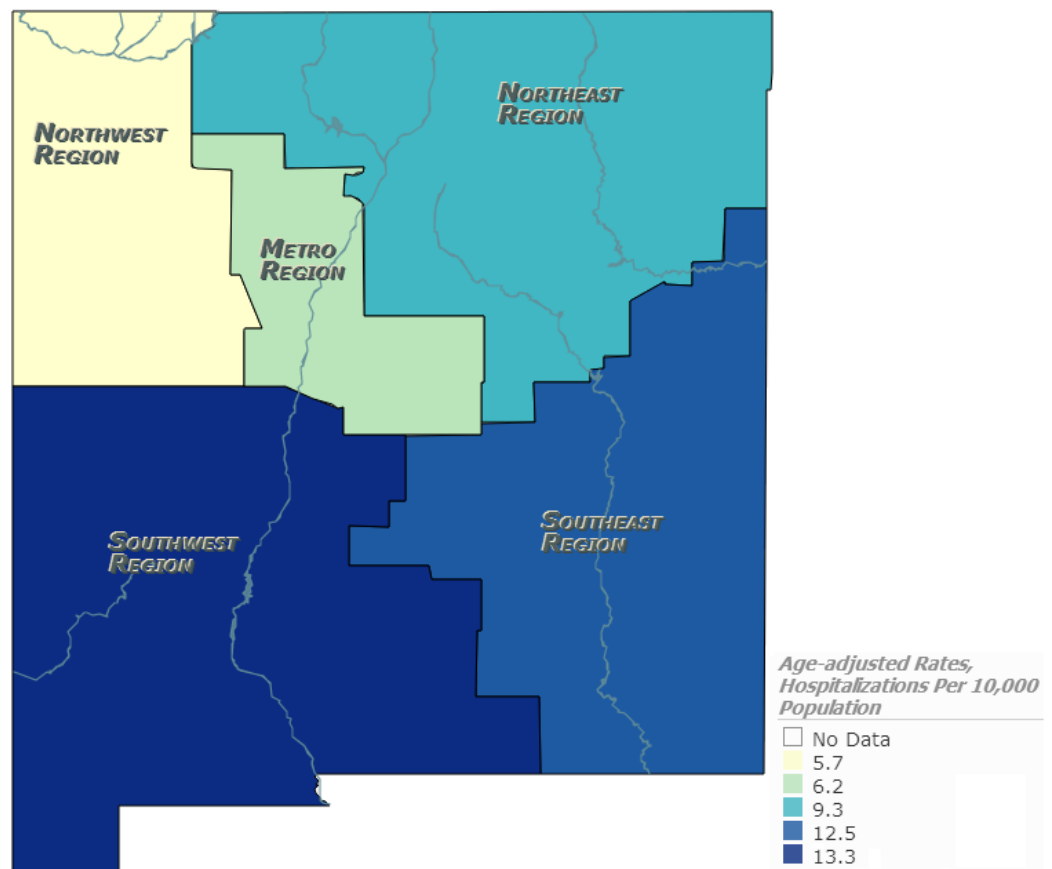 Northeast
Region
Northwest
Region
Metro
Region
Southwest
Region
Southeast
Region
Age-adjusted Rates,
Hospitalizations Per 10,000
Population
No Data
5.7
6.2
9.3
12.5
13.3